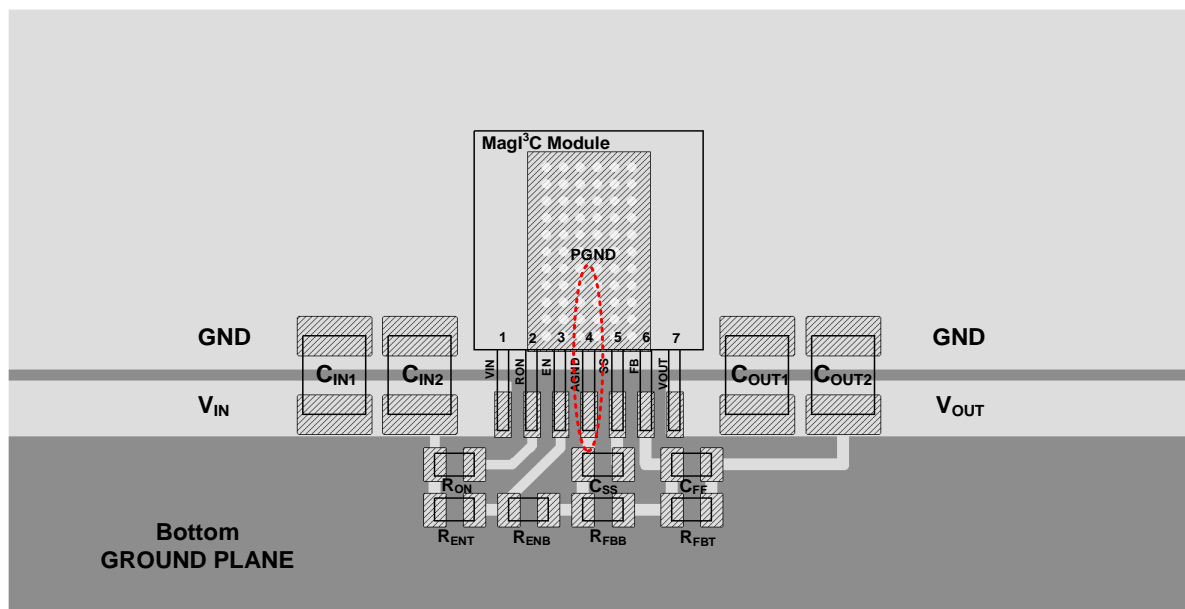 MagI³C Module
PGND
1 2 3 4 5 6 7
VIN RON EN AGND SS FB VOUT
GND GND
CIN1 CIN2 COUT1 COUT2
VIN VOUT
RON CSS CFF
RENT RENB RFBB RFBT
Bottom
GROUND PLANE